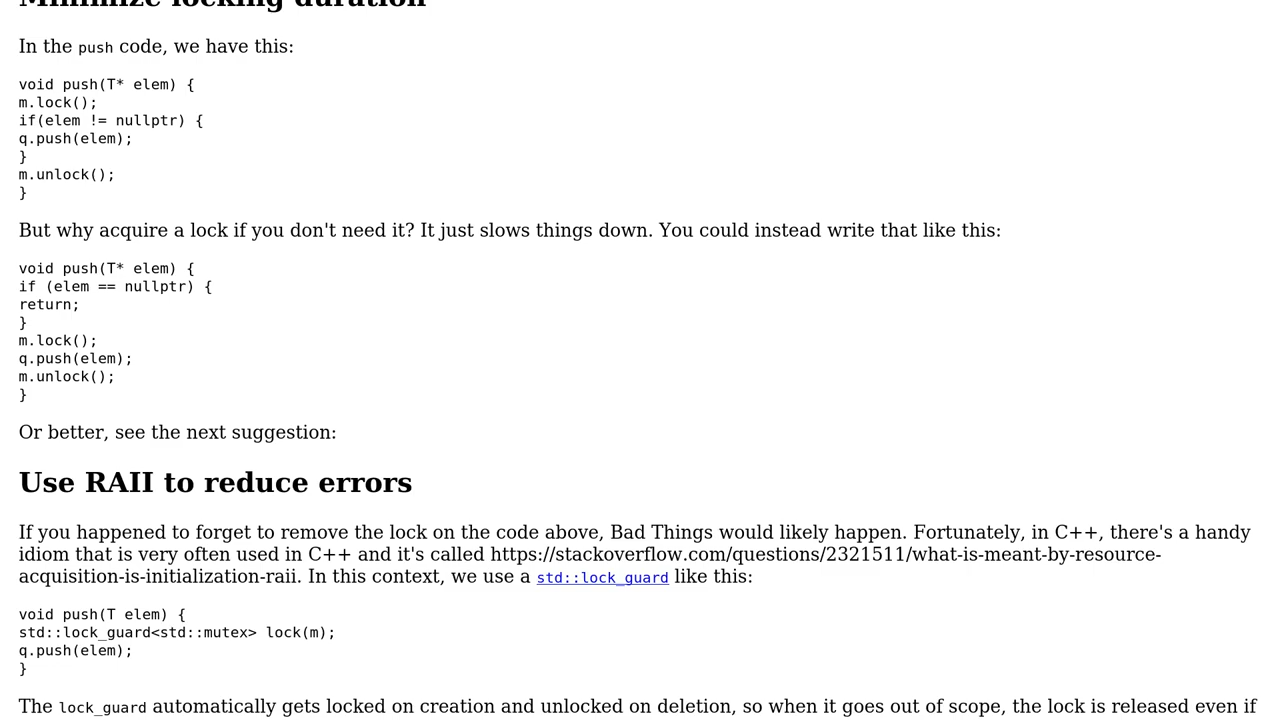 Minimize locking duration
In the push code, we have this:
void push(T* elem) {
m.lock();
if(elem != nullptr) {
q.push(elem);
}
m.unlock();
}
But why acquire a lock if you don't need it? It just slows things down. You could instead write that like this:
void push(T* elem) {
if (elem == nullptr) {
return;
}
m.lock();
q.push(elem);
m.unlock();
}
Or better, see the next suggestion:
Use RAII to reduce errors
If you happened to forget to remove the lock on the code above, Bad Things would likely happen. Fortunately, in C++, there's a handy
idiom that is very often used in C++ and it's called https://stackoverflow.com/questions/2321511/what-is-meant-by-resource-
acquisition-is-initialization-raii. In this context, we use a std::lock_guard like this:
void push(T elem) {
std::lock_guard<std::mutex> lock(m);
q.push(elem);
}
The lock_guard automatically gets locked on creation and unlocked on deletion, so when it goes out of scope, the lock is released even if